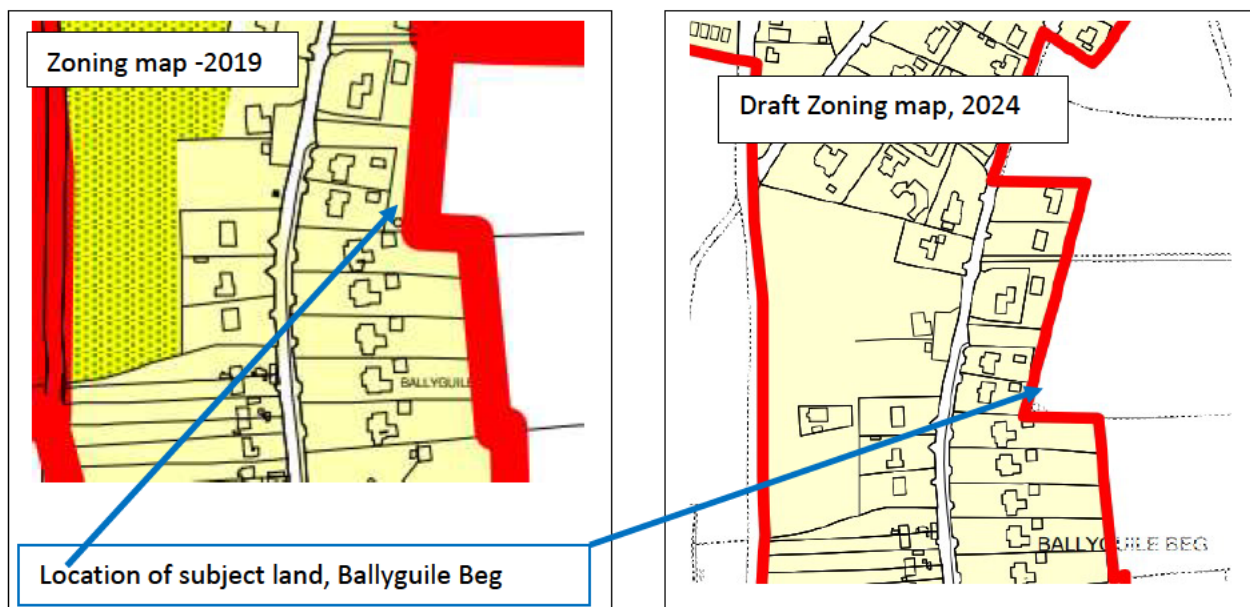 Zoning map -2019
Draft Zoning map, 2024
BALLYGUILE
BALLYGUILE BEG
Location of subject land, Ballyguile Beg